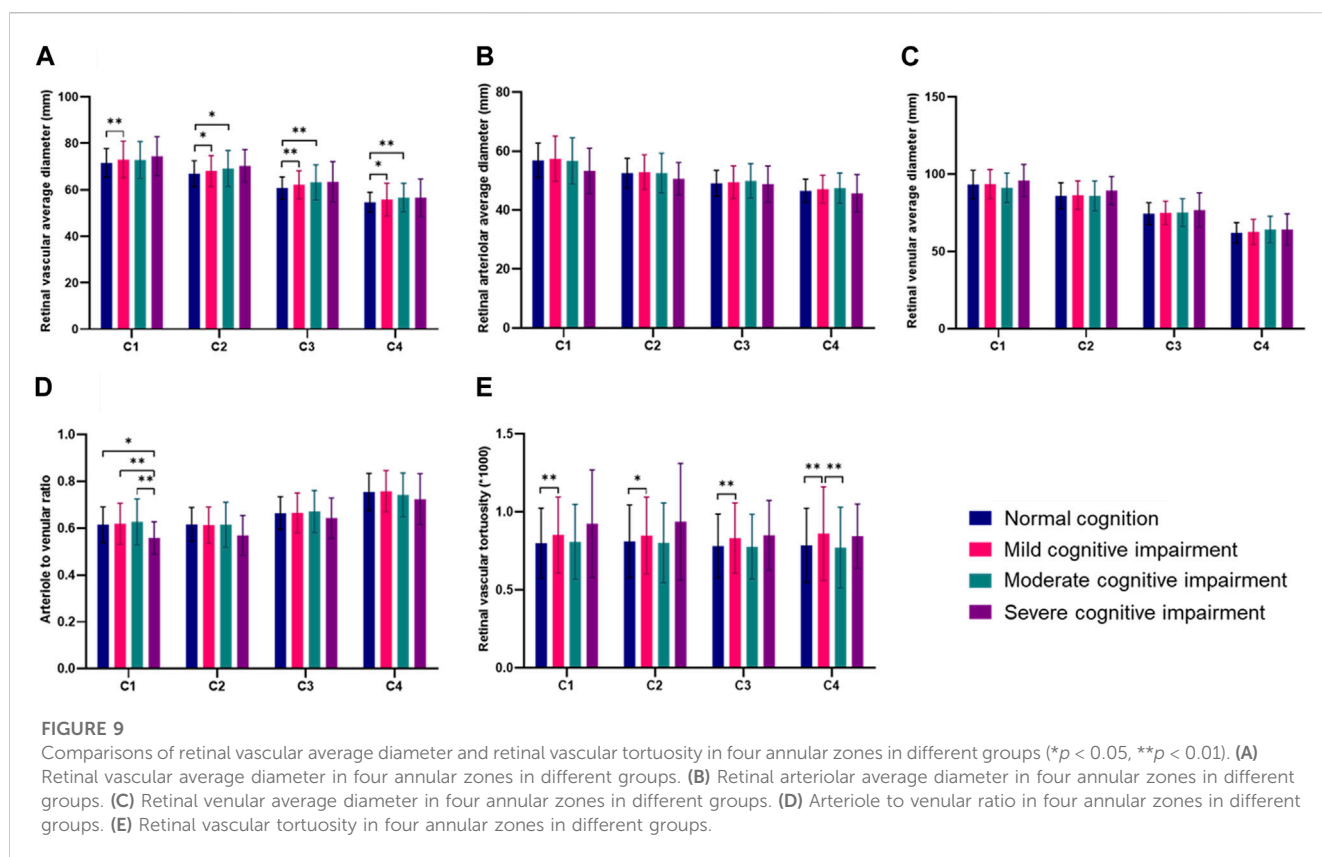 A
Retinal vascular average diameter (mm)
100
80
60
40
20
0
**
*
*
**
**
**
*
C1
C2
C3
C4
B
Retinal arteriolar average diameter (mm)
80
60
40
20
0
C1
C2
C3
C4
C
Retinal venular average diameter (mm)
150
100
50
0
C1
C2
C3
C4
D
Arteriole to venular ratio
1.0
0.8
0.6
0.4
0.2
0.0
*
**
**
C1
C2
C3
C4
E
Retinal vascular tortuosity (*1000)
1.5
1.0
0.5
0.0
**
*
**
**
**
C1
C2
C3
C4
Normal cognition
Mild cognitive impairment
Moderate cognitive impairment
Severe cognitive impairment
FIGURE 9
Comparisons of retinal vascular average diameter and retinal vascular tortuosity in four annular zones in different groups (*p < 0.05, **p < 0.01). (A)
Retinal vascular average diameter in four annular zones in different groups. (B) Retinal arteriolar average diameter in four annular zones in different
groups. (C) Retinal venular average diameter in four annular zones in different groups. (D) Arteriole to venular ratio in four annular zones in different
groups. (E) Retinal vascular tortuosity in four annular zones in different groups.